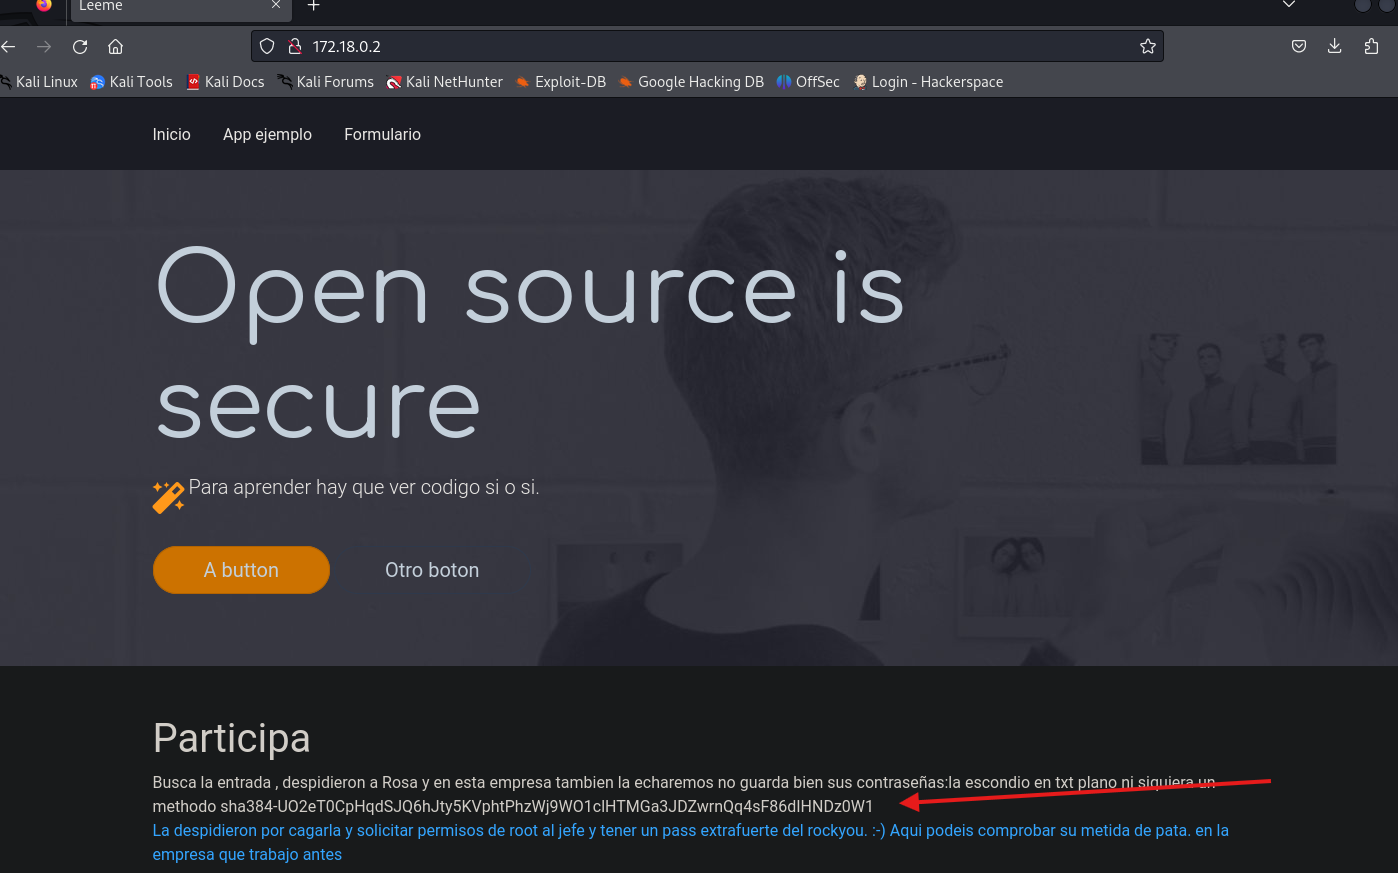 Leeme
172.18.0.2
Kali Linux Kali Tools Kali Docs Kali Forums Kali NetHunter Exploit-DB Google Hacking DB OffSec Login - Hackerspace
Inicio App ejemplo Formulario
Open source is
secure
Para aprender hay que ver codigo si o si.
A button Otro boton
Participa
Busca la entrada , despidieron a Rosa y en esta empresa tambien la echaremos no guarda bien sus contraseñas:la escondio en txt plano ni siquiera un
methodo sha384-UO2eT0CpHqdSJQ6hJty5KVphtPhzWj9WO1clHTMGa3JDZwrnQq4sF86dIHNDz0W1
La despidieron por cagarla y solicitar permisos de root al jefe y tener un pass extrafuerte del rockyou. :-) Aqui podeis comprobar su metida de pata. en la
empresa que trabajo antes